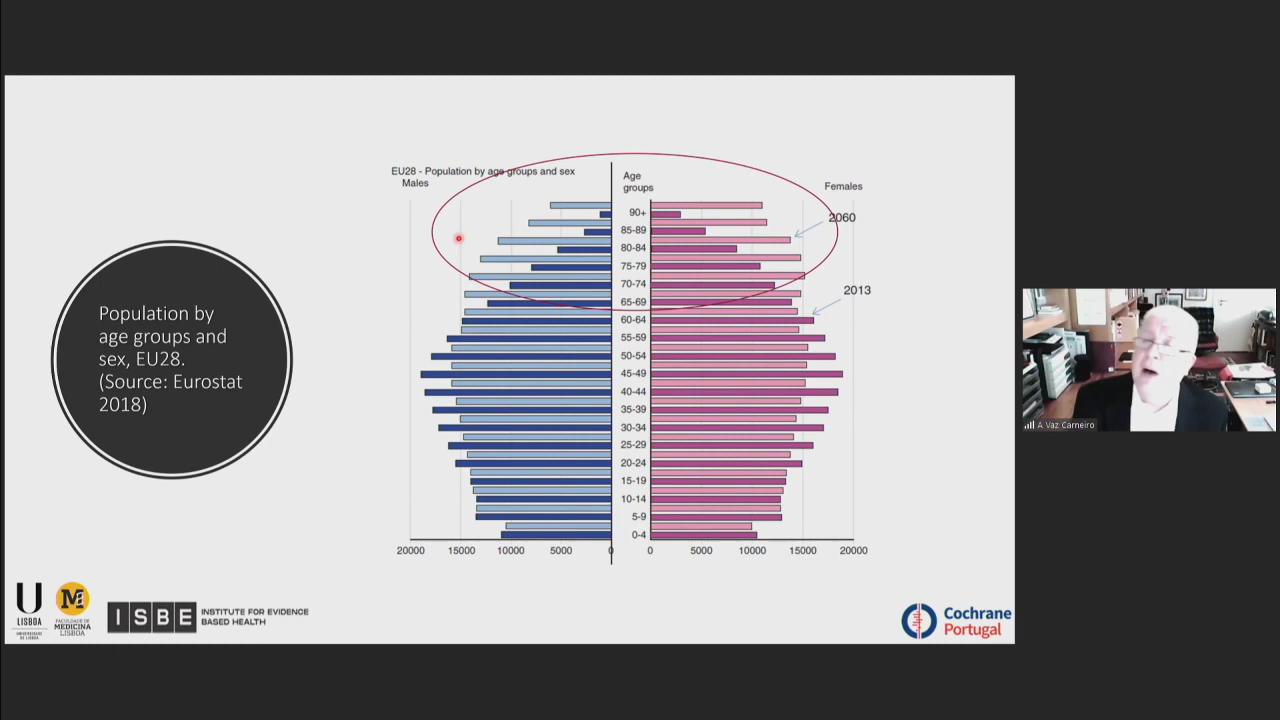 Population by
age groups and
sex, EU28.
(Source: Eurostat
2018)
EU28 - Population by age groups and sex
Males
Age
groups
Females
2060
2013
90+
85-89
80-84
75-79
70-74
65-69
60-64
55-59
50-54
45-49
40-44
35-39
30-34
25-29
20-24
15-19
10-14
5-9
0-4
20000 15000 10000 5000 0
0 5000 10000 15000 20000
U
LISBOA
UNIVERSIDADE
DE LISBOA
M
FACULDADE DE
MEDICINA
LISBOA
ISBE
INSTITUTE FOR EVIDENCE
BASED HEALTH
Cochrane
Portugal
A Vaz Carneiro